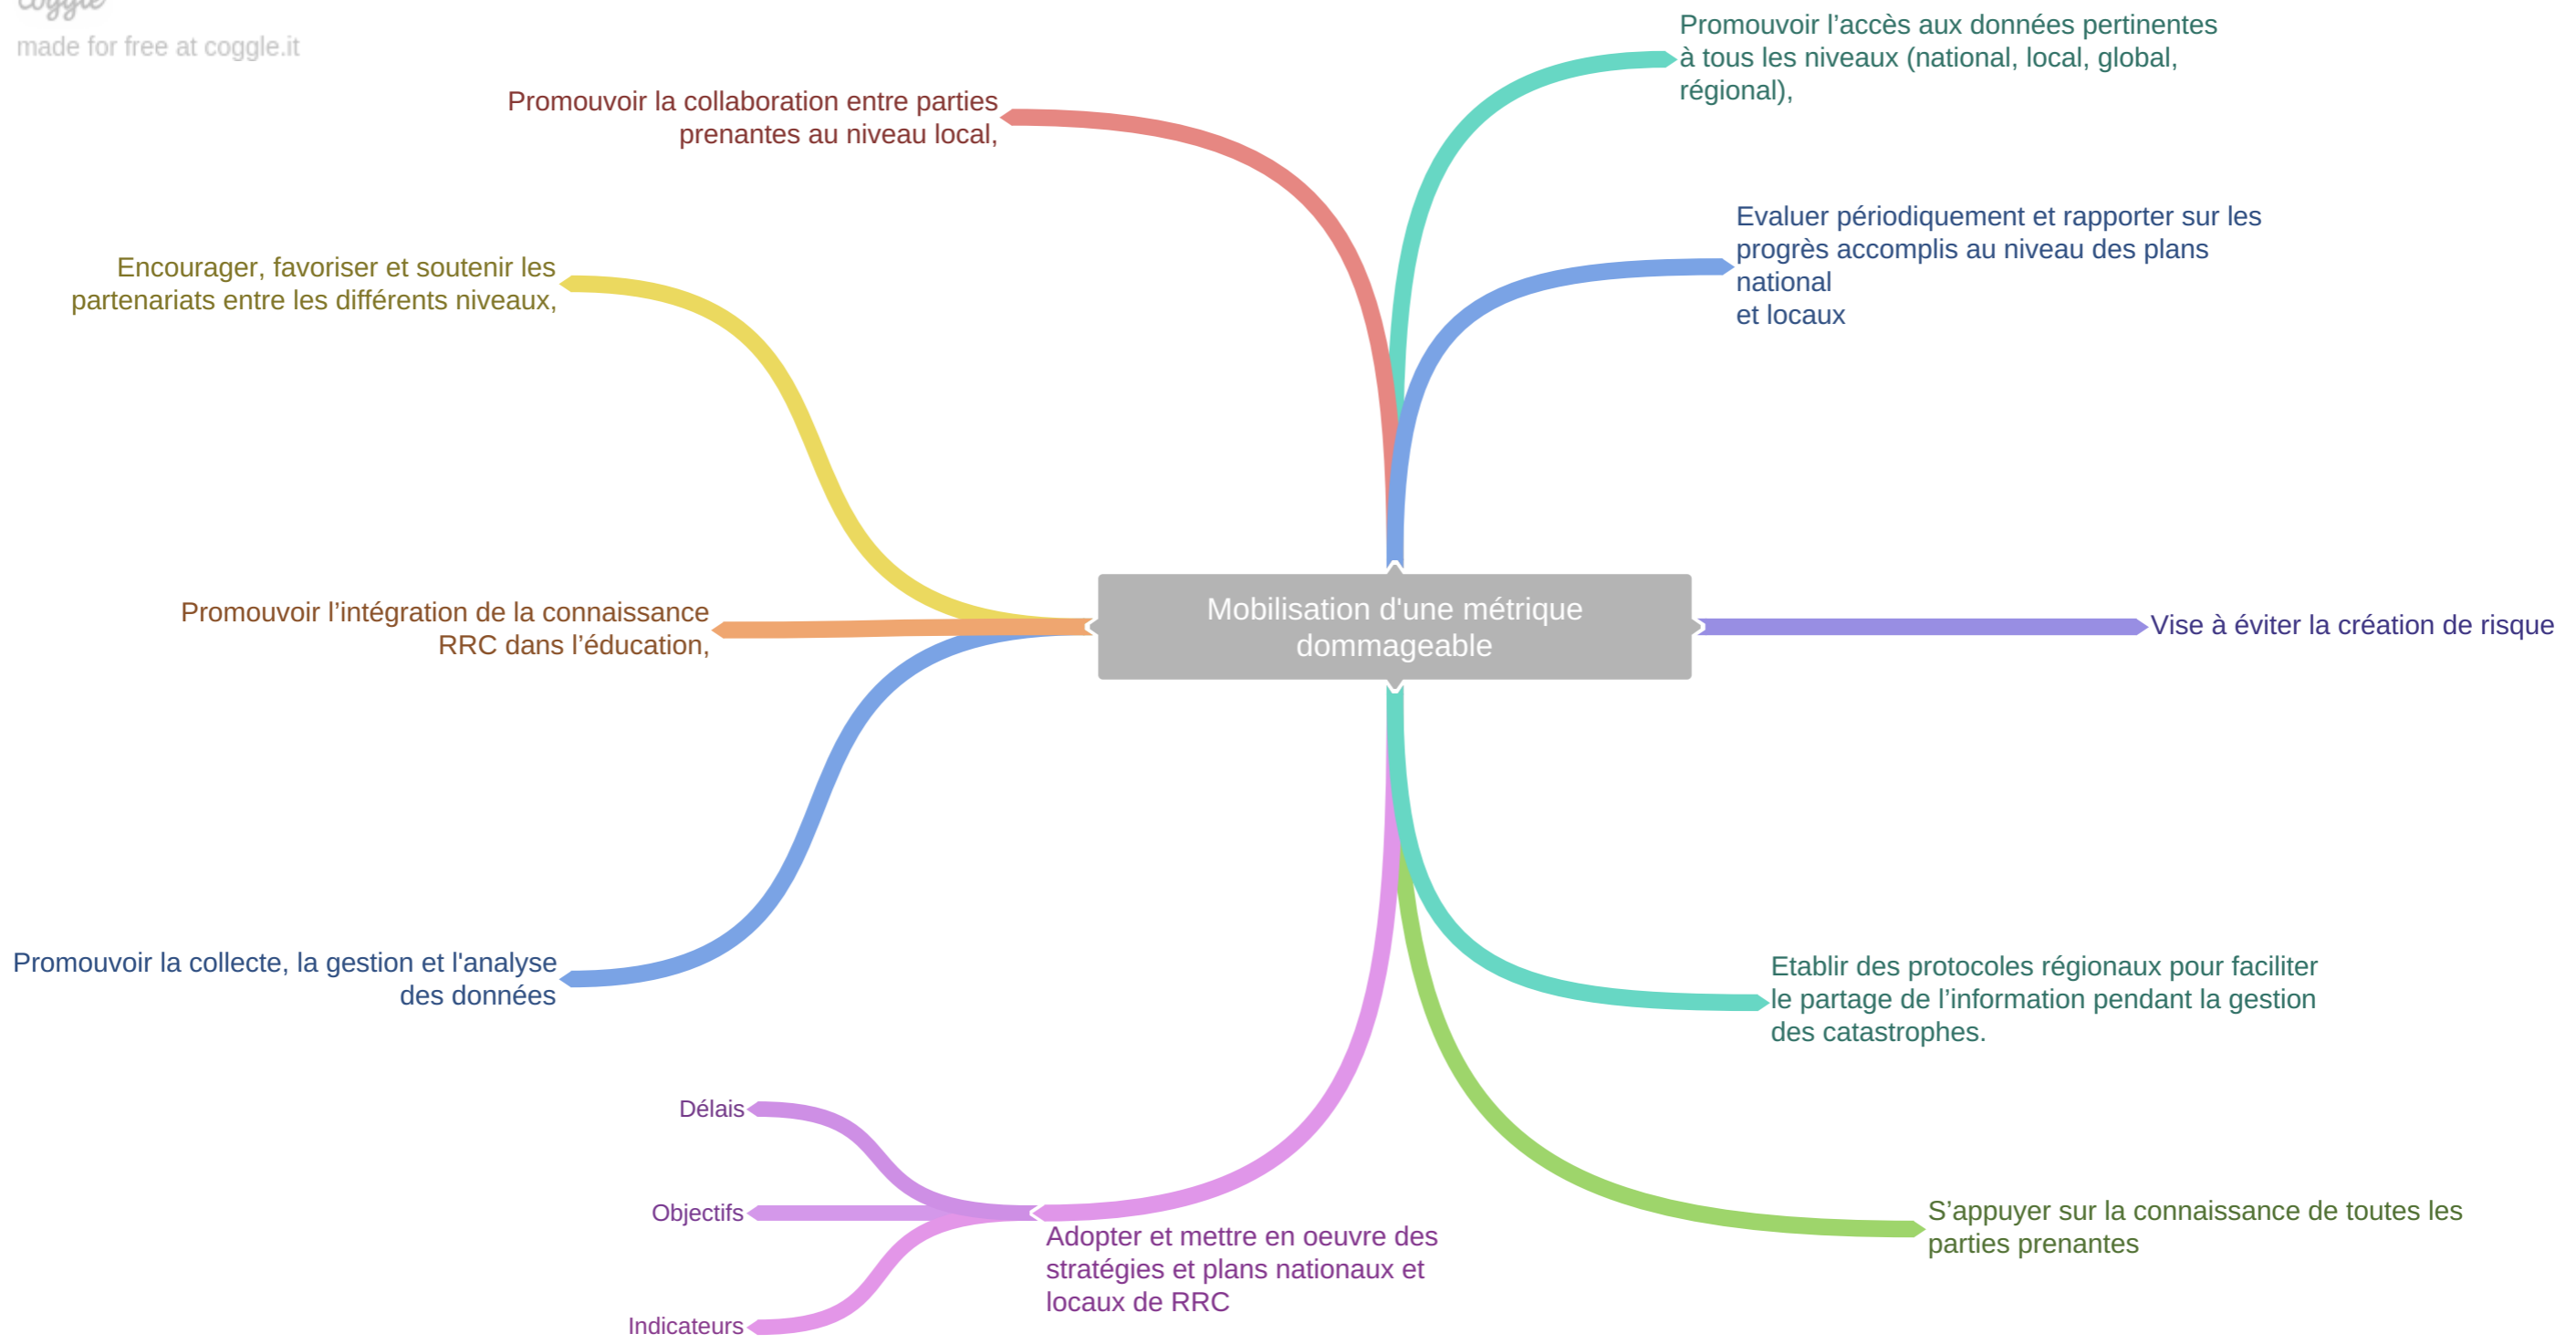 coggle
made for free at coggle.it
Promouvoir la collaboration entre parties
prenantes au niveau local,
Promouvoir l’accès aux données pertinentes
à tous les niveaux (national, local, global,
régional),
Evaluer périodiquement et rapporter sur les
progrès accomplis au niveau des plans
national
et locaux
Encourager, favoriser et soutenir les
partenariats entre les différents niveaux,
Mobilisation d'une métrique
dommageable
Promouvoir l’intégration de la connaissance
RRC dans l’éducation,
Vise à éviter la création de risque
Promouvoir la collecte, la gestion et l'analyse
des données
Etablir des protocoles régionaux pour faciliter
le partage de l’information pendant la gestion
des catastrophes.
Délais
Objectifs
Indicateurs
Adopter et mettre en oeuvre des
stratégies et plans nationaux et
locaux de RRC
S’appuyer sur la connaissance de toutes les
parties prenantes